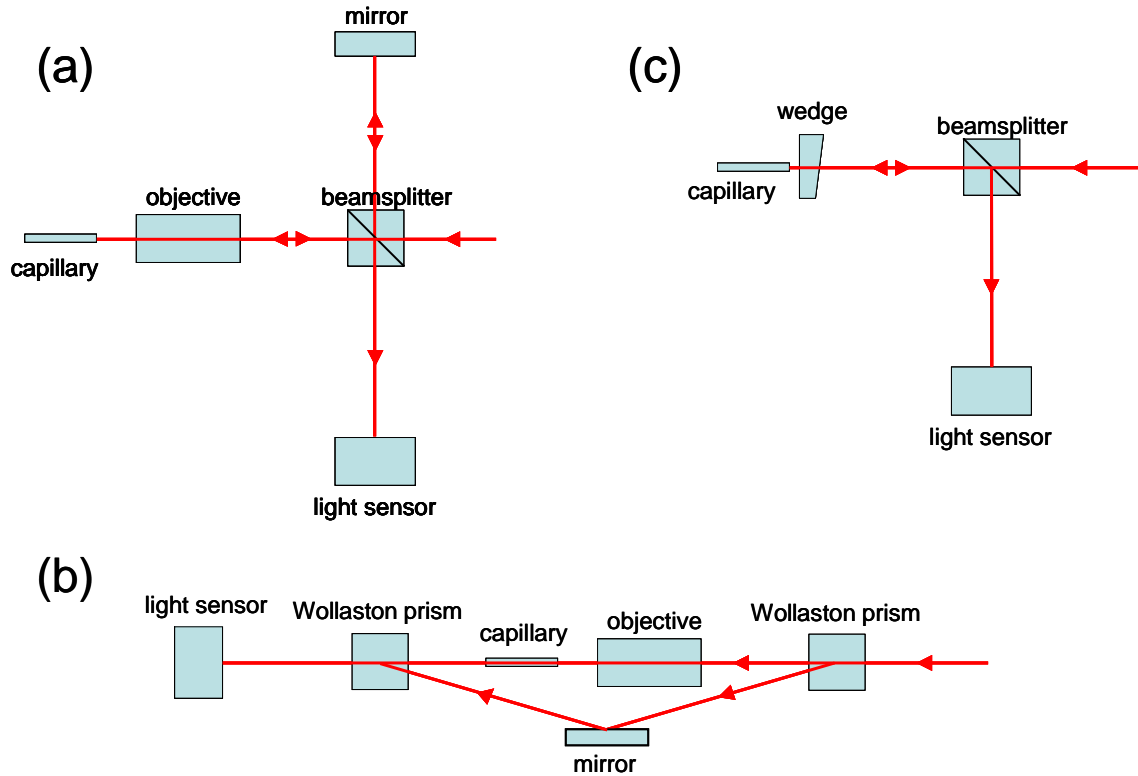 (a)
mirror
objective
beamsplitter
capillary
light sensor
(c)
wedge
beamsplitter
capillary
light sensor
(b)
light sensor
Wollaston prism
capillary
objective
Wollaston prism
mirror